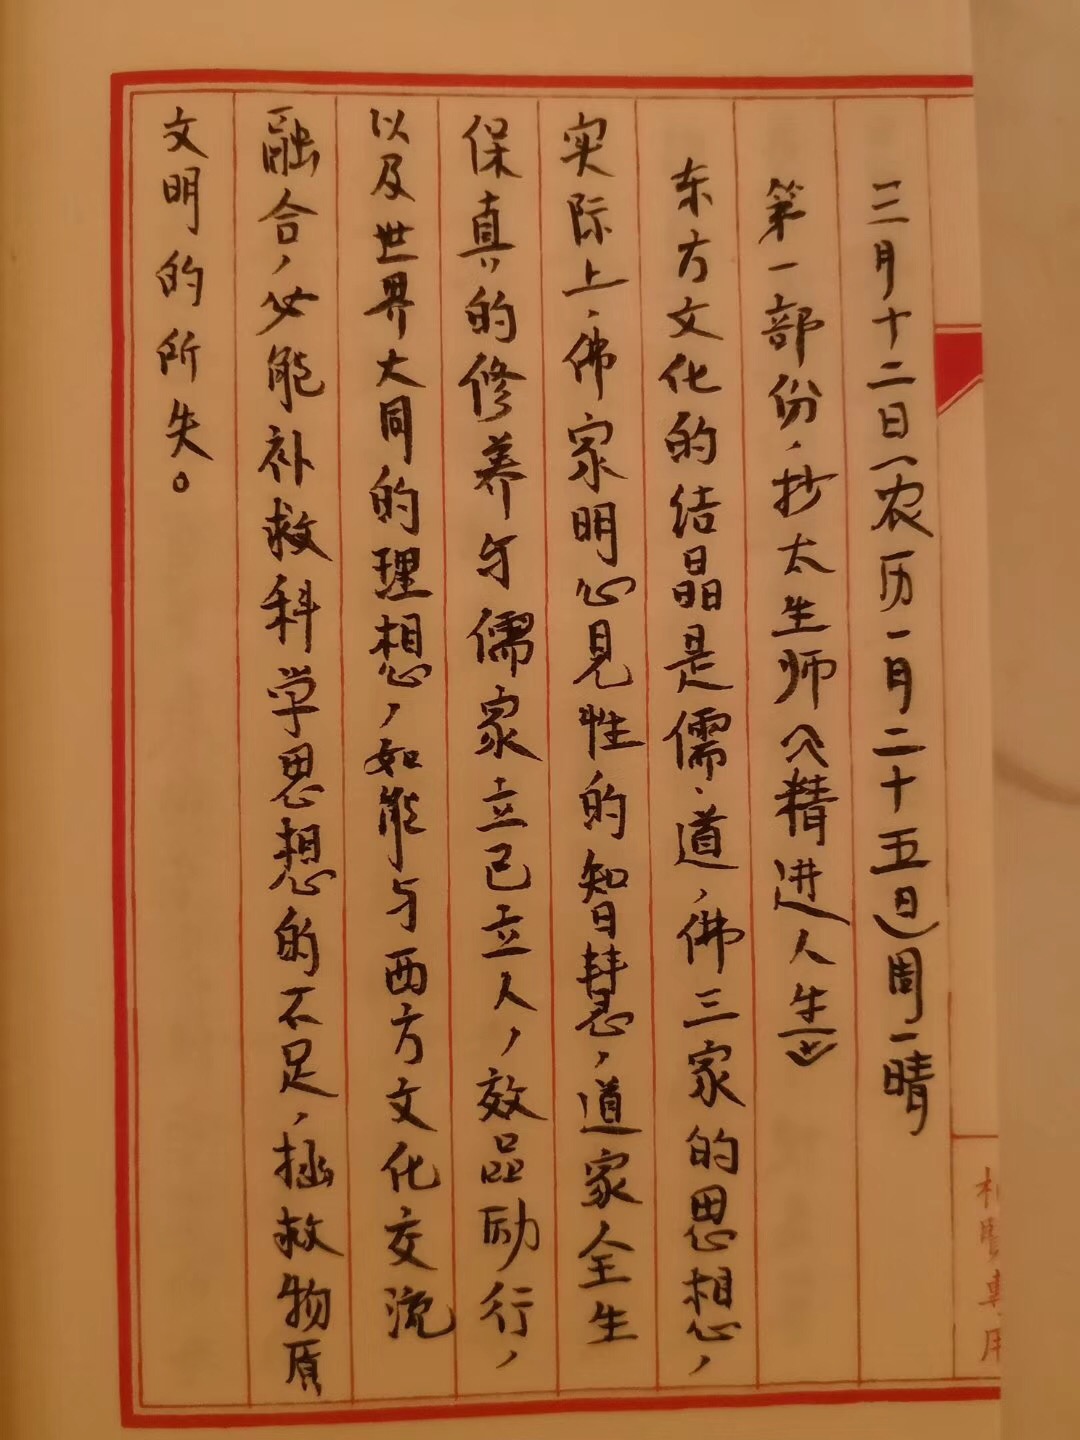 三月十二日（农历一月二十五日）周一晴
第一部份，抄太生师《精进人生》
东方文化的结晶是儒、道、佛三家的思想，
实际上，佛家明心见性的智慧，道家全生
保真的修养与儒家立己立人，效品励行，
以及世界大同的理想，如能与西方文化交流
融合，必能补救科学思想的不足，拯救物质
文明的所失。
專用